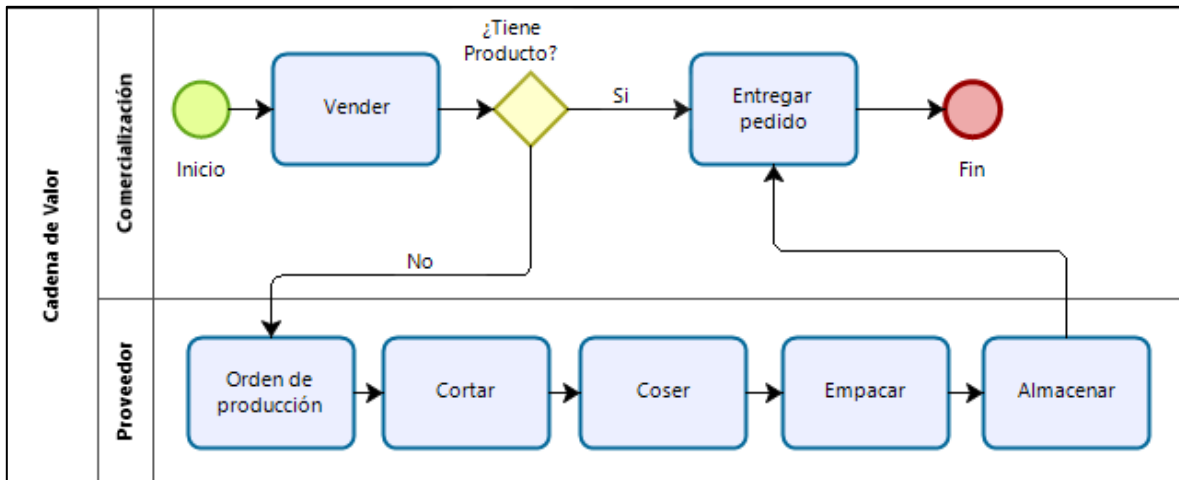 Cadena de Valor
Comercialización
Inicio
Vender
¿Tiene
Producto?
Si
No
Entregar
pedido
Fin
Proveedor
Orden de
producción
Cortar
Coser
Empacar
Almacenar